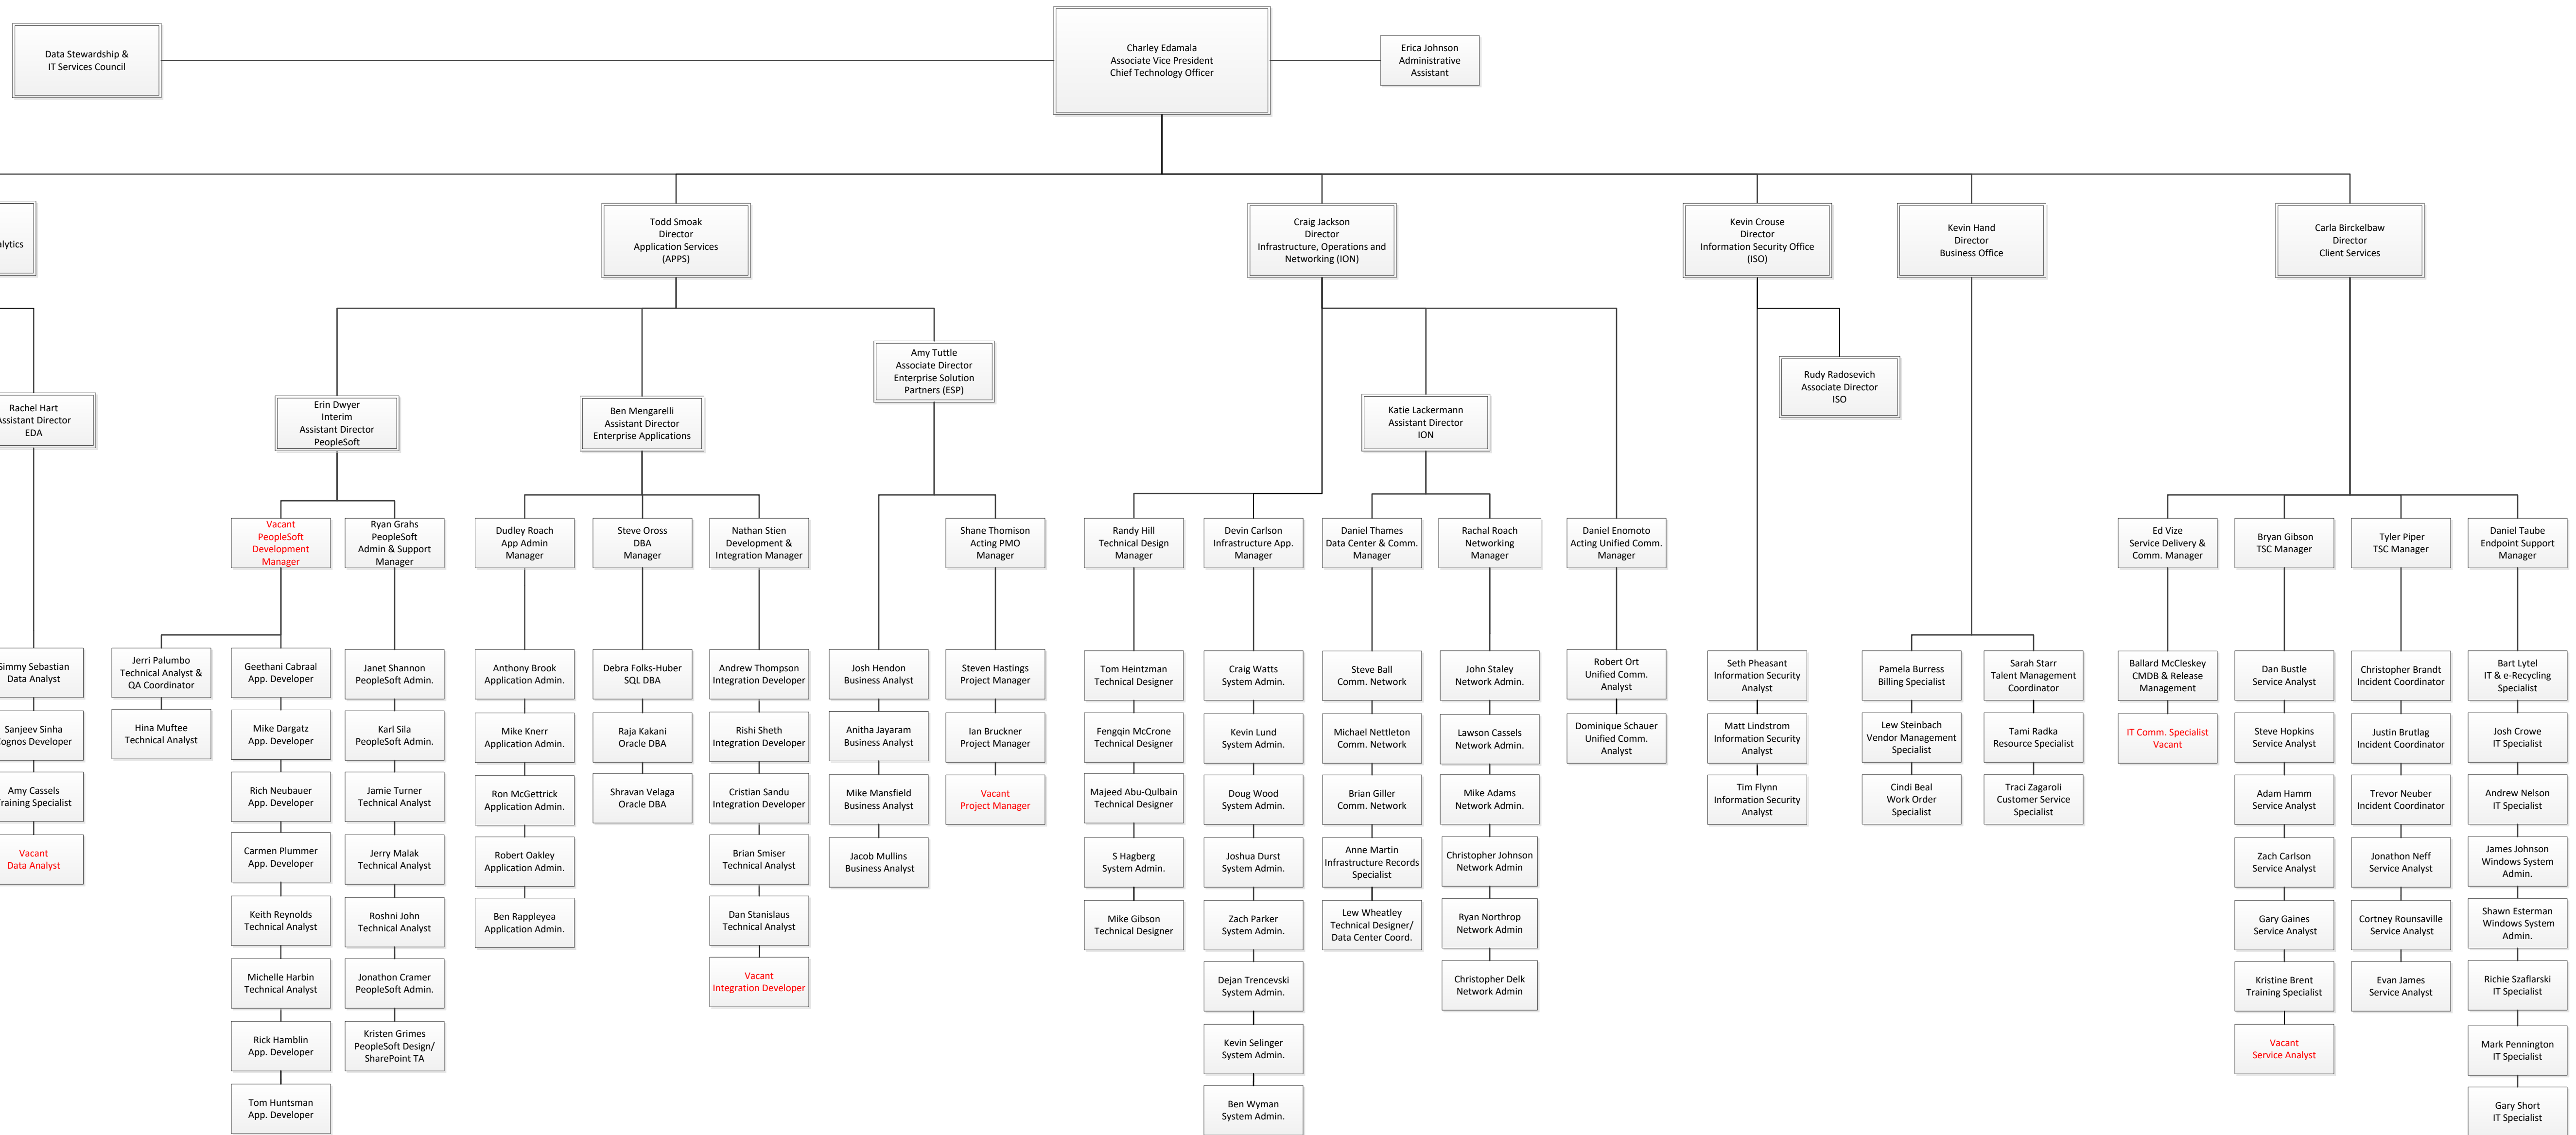 Data Stewardship &
IT Services Council
Charley Edamala
Associate Vice President
Chief Technology Officer
Erica Johnson
Administrative
Assistant
Todd Smoak
Director
Application Services
(APPS)
Craig Jackson
Director
Infrastructure, Operations and
Networking (ION)
Kevin Crouse
Director
Information Security Office
(ISO)
Kevin Hand
Director
Business Office
Carla Birckelbaw
Director
Client Services
Amy Tuttle
Associate Director
Enterprise Solution
Partners (ESP)
Rudy Radosevich
Associate Director
ISO
Rachel Hart
Director
EDA
Erin Dwyer
Interim
Assistant Director
PeopleSoft
Ben Mengarelli
Assistant Director
Enterprise Applications
Katie Lackermann
Assistant Director
ION
Vacant
PeopleSoft
Development
Manager
Ryan Grahs
PeopleSoft
Admin & Support
Manager
Dudley Roach
App Admin
Manager
Steve Oross
DBA
Manager
Nathan Stien
Development &
Integration Manager
Shane Thomison
Acting PMO
Manager
Randy Hill
Technical Design
Manager
Devin Carlson
Infrastructure App.
Manager
Daniel Thames
Data Center & Comm.
Manager
Rachal Roach
Networking
Manager
Daniel Enomoto
Acting Unified Comm.
Manager
Ed Vize
Service Delivery &
Comm. Manager
Bryan Gibson
TSC Manager
Tyler Piper
TSC Manager
Daniel Taube
Endpoint Support
Manager
Sebastian
Data Analyst
Sanjeev Sinha
Developer
Amy Cassels
Specialist
Vacant
Data Analyst
Jerri Palumbo
Technical Analyst &
QA Coordinator
Hina Muftee
Technical Analyst
Geethani Cabraal
App. Developer
Mike Dargatz
App. Developer
Rich Neubauer
App. Developer
Carmen Plummer
App. Developer
Keith Reynolds
Technical Analyst
Michelle Harbin
Technical Analyst
Rick Hamblin
App. Developer
Tom Huntsman
App. Developer
Janet Shannon
PeopleSoft Admin.
Karl Sila
PeopleSoft Admin.
Jamie Turner
Technical Analyst
Jerry Malak
Technical Analyst
Roshni John
Technical Analyst
Jonathon Cramer
PeopleSoft Admin.
Kristen Grimes
PeopleSoft Design/
SharePoint TA
Anthony Brook
Application Admin.
Mike Knerr
Application Admin.
Ron McGettrick
Application Admin.
Robert Oakley
Application Admin.
Ben Rappleyea
Application Admin.
Debra Folks-Huber
SQL DBA
Raja Kakani
Oracle DBA
Shravan Velaga
Oracle DBA
Andrew Thompson
Integration Developer
Rishi Sheth
Integration Developer
Cristian Sandu
Integration Developer
Brian Smiser
Technical Analyst
Dan Stanislaus
Technical Analyst
Vacant
Integration Developer
Josh Hendon
Business Analyst
Anitha Jayaram
Business Analyst
Mike Mansfield
Business Analyst
Jacob Mullins
Business Analyst
Steven Hastings
Project Manager
Ian Bruckner
Project Manager
Vacant
Project Manager
Tom Heintzman
Technical Designer
Fengqin McCrone
Technical Designer
Majeed Abu-Qulbain
Technical Designer
S Hagberg
System Admin.
Mike Gibson
Technical Designer
Craig Watts
System Admin.
Kevin Lund
System Admin.
Doug Wood
System Admin.
Joshua Durst
System Admin.
Zach Parker
System Admin.
Dejan Trencevski
System Admin.
Kevin Selinger
System Admin.
Ben Wyman
System Admin.
Steve Ball
Comm. Network
Michael Nettleton
Comm. Network
Brian Giller
Comm. Network
Anne Martin
Infrastructure Records
Specialist
Lew Wheatley
Technical Designer/
Data Center Coord.
John Staley
Network Admin.
Lawson Cassels
Network Admin.
Mike Adams
Network Admin.
Christopher Johnson
Network Admin
Ryan Northrop
Network Admin
Christopher Delk
Network Admin
Robert Ort
Unified Comm.
Analyst
Dominique Schauer
Unified Comm.
Analyst
Seth Pheasant
Information Security
Analyst
Matt Lindstrom
Information Security
Analyst
Tim Flynn
Information Security
Analyst
Pamela Burress
Billing Specialist
Lew Steinbach
Vendor Management
Specialist
Cindi Beal
Work Order
Specialist
Sarah Starr
Talent Management
Coordinator
Tami Radka
Resource Specialist
Traci Zagaroli
Customer Service
Specialist
Ballard McCleskey
CMDB & Release
Management
IT Comm. Specialist
Vacant
Dan Bustle
Service Analyst
Steve Hopkins
Service Analyst
Adam Hamm
Service Analyst
Zach Carlson
Service Analyst
Gary Gaines
Service Analyst
Kristine Brent
Training Specialist
Vacant
Service Analyst
Christopher Brandt
Incident Coordinator
Justin Brutlag
Incident Coordinator
Trevor Neuber
Incident Coordinator
Jonathon Neff
Service Analyst
Cortney Rounsaville
Service Analyst
Evan James
Service Analyst
Bart Lytel
IT & e-Recycling
Specialist
Josh Crowe
IT Specialist
Andrew Nelson
IT Specialist
James Johnson
Windows System
Admin.
Shawn Esterman
Windows System
Admin.
Richie Szaflarski
IT Specialist
Mark Pennington
IT Specialist
Gary Short
IT Specialist